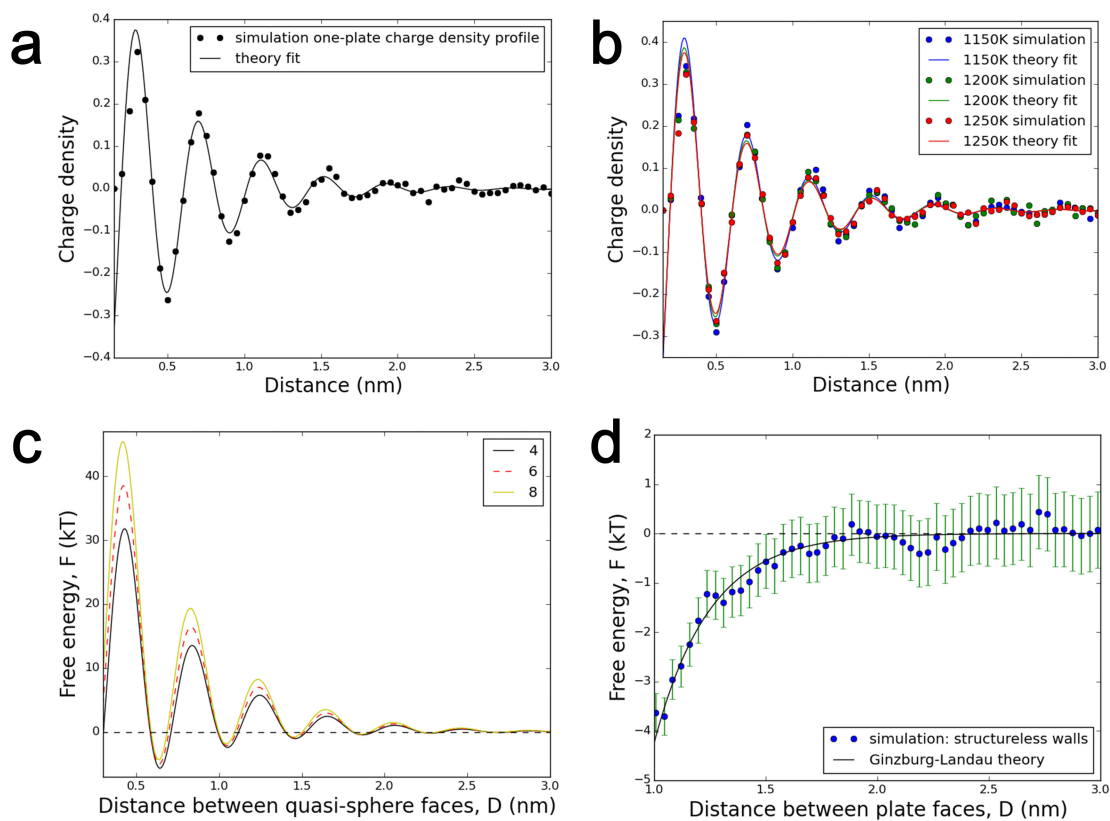 a
0.4
0.3
0.2
0.1
0.0
−0.1
−0.2
−0.3
−0.4
Charge density
simulation one-plate charge density profile
theory fit
0.5
1.0
1.5
2.0
2.5
3.0
Distance (nm)
b
0.4
0.3
0.2
0.1
0.0
−0.1
−0.2
−0.3
Charge density
1150K simulation
1150K theory fit
1200K simulation
1200K theory fit
1250K simulation
1250K theory fit
0.5
1.0
1.5
2.0
2.5
3.0
Distance (nm)
c
40
30
20
10
0
Free energy, F (kT)
4
6
8
0.5
1.0
1.5
2.0
2.5
3.0
Distance between quasi-sphere faces, D (nm)
d
2
1
0
−1
−2
−3
−4
−5
Free energy, F (kT)
simulation: structureless walls
Ginzburg-Landau theory
1.0
1.5
2.0
2.5
3.0
Distance between plate faces, D (nm)